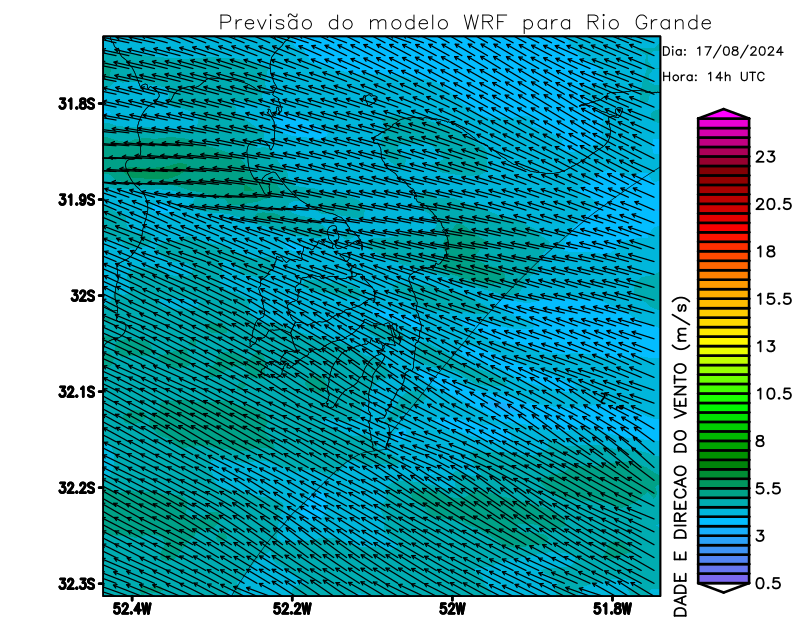 Previsão do modelo WRF para Rio Grande
Dia: 17/08/2024
Hora: 14h UTC
31.8S
31.9S
32S
32.1S
32.2S
32.3S
52.4W
52.2W
52W
51.8W
DADE E DIRECAO DO VENTO (m/s)
23
20.5
18
15.5
13
10.5
8
5.5
3
0.5